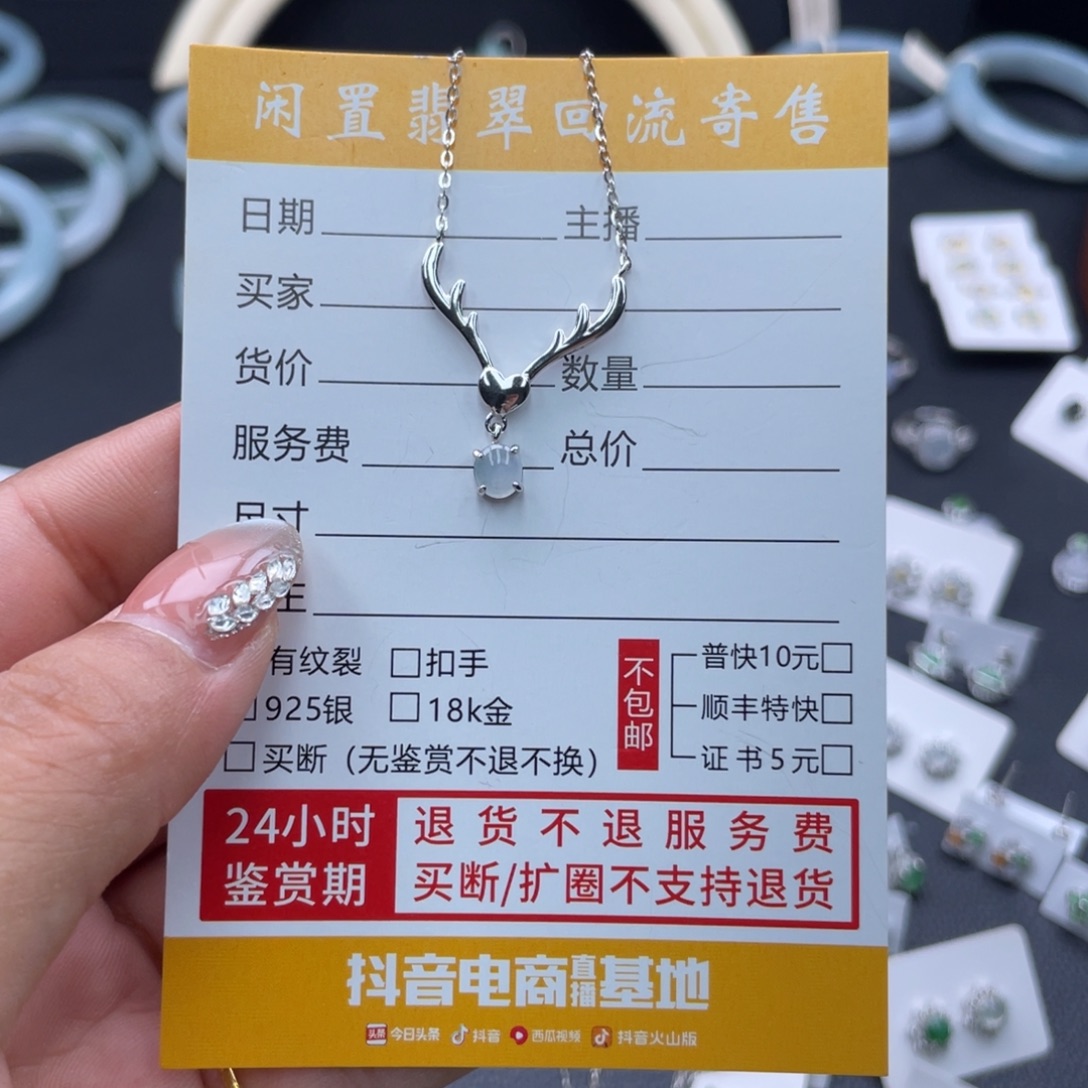 闲置翡翠回流寄售
日期 主播
买家
货价 数量
服务费 总价
尺寸
主
有纹裂 扣手
925银 18k金
买断（无鉴赏不退不换）
不包邮
普快10元
顺丰特快
证书5元
24小时
鉴赏期
退货不退服务费
买断/扩圈不支持退货
抖音电商直播基地
头条 今日头条 抖音 西瓜视频 抖音火山版